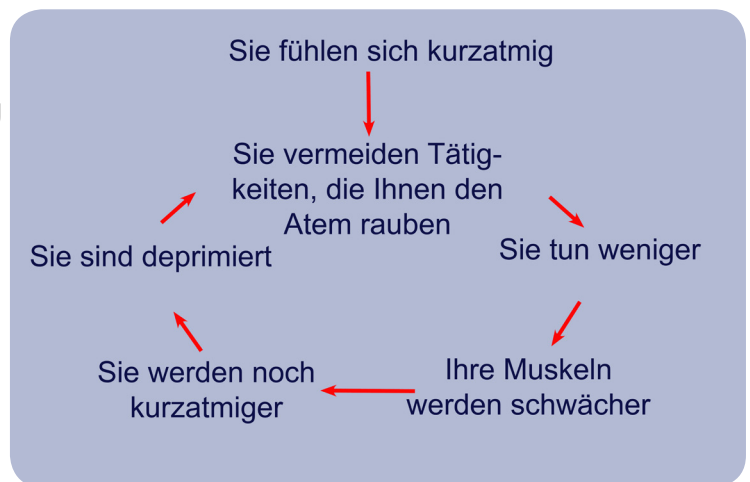 Sie fühlen sich kurzatmig
Sie vermeiden Tätig-
keiten, die Ihnen den
Atem rauben
Sie tun weniger
Ihre Muskeln
werden schwächer
Sie werden noch
kurzatmiger
Sie sind deprimiert